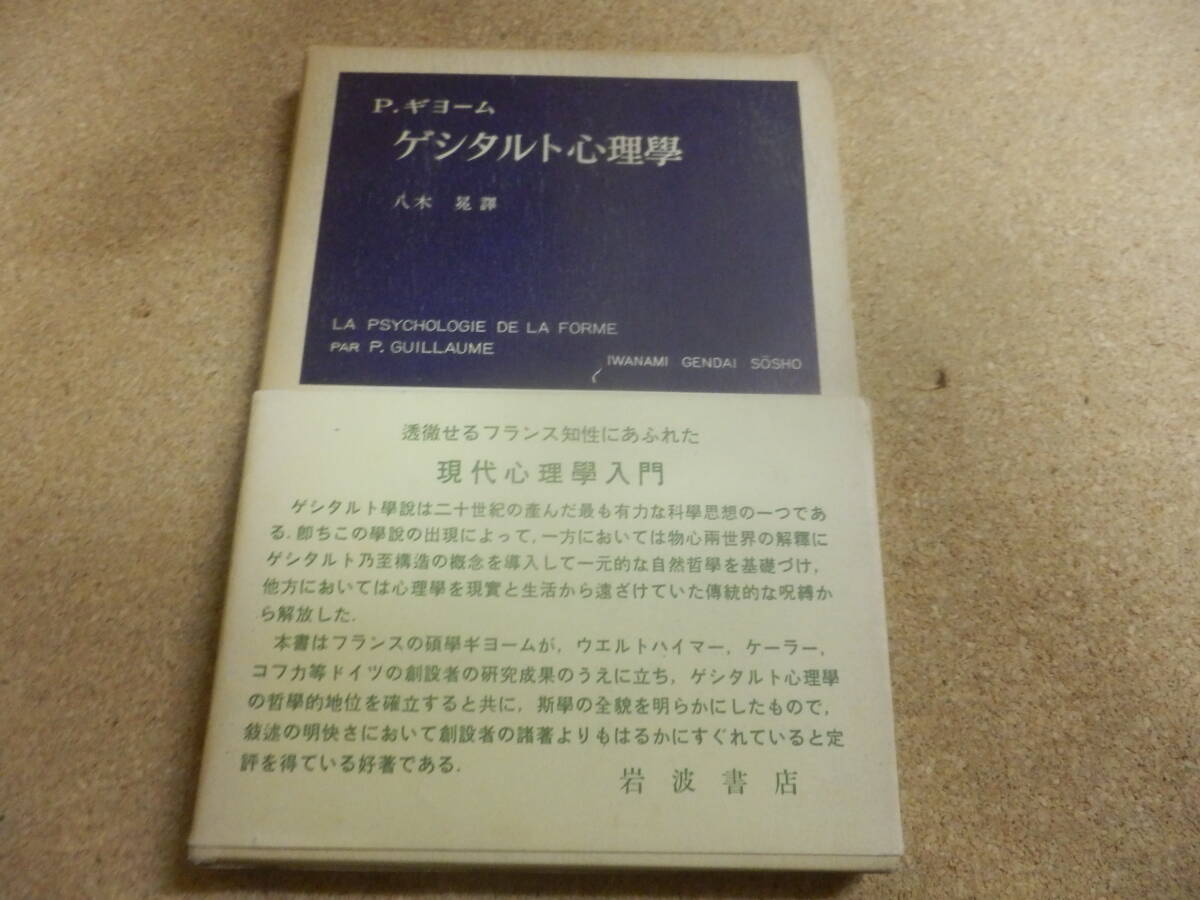 P. ギヨーム
ゲシタルト心理學
八木 冕 譯
LA PSYCHOLOGIE DE LA FORME
PAR P. GUILLAUME
IWANAMI GENDAI SŌSHO
透徹せるフランス知性にあふれた
現代心理學入門
ゲシタルト學說は二十世紀の產んだ最も有力な科學思想の一つであ
る. 卽ちこの學說の出現によって, 一方においては物心兩世界の解釋に
ゲシタルト乃至構造の槪念を導入して一元的な自然哲學を基礎づけ,
他方においては心理學を現實と生活から遠ざけていた傳統的な呪縛か
ら解放した.
本書はフランスの碩學ギヨームが, ウエルトハイマー, ケーラー,
コフカ等ドイツの創設者の硏究成果のうえに立ち, ゲシタルト心理學
の哲學的地位を確立すると共に, 斯學の全貌を明らかにしたもので,
敍述の明快さにおいて創設者の諸著よりもはるかにすぐれていると定
評を得ている好著である.
岩波書店